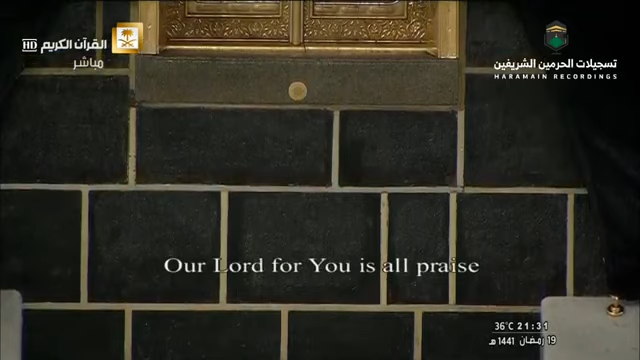 HD القرآن الكريم
مباشر
تسجيلات الحرمين الشريفين
HARAMAIN RECORDINGS
Our Lord for You is all praise
36°C 21:31
19 رمضان 1441 هـ